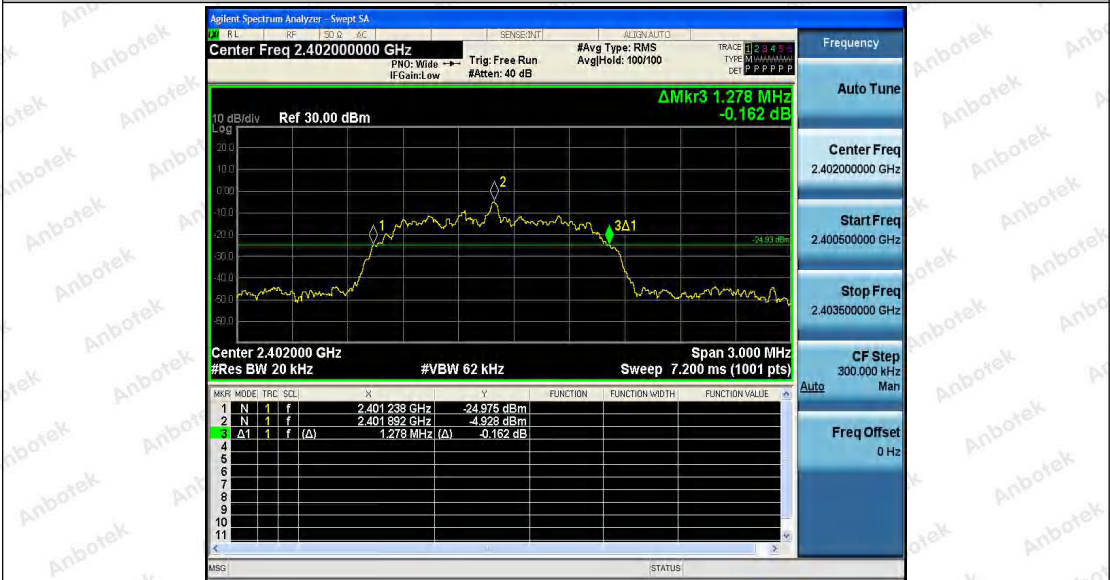 Agilent Spectrum Analyzer - Swept SA
RL RF 50 Ω AC SENSE:INT ALIGN AUTO
Center Freq 2.402000000 GHz
PNO: Wide
IFGain:Low
Trig: Free Run
#Atten: 40 dB
#Avg Type: RMS
Avg|Hold: 100/100
TRACE 1 2 3 4 5 6
TYPE M
DET P P P P P P
ΔMkr3 1.278 MHz
-0.162 dB
10 dB/div Ref 30.00 dBm
Log
20.0
10.0
0.00
-10.0
-20.0
-30.0
-40.0
-50.0
-60.0
1
2
3Δ1
-24.93 dBm
Center 2.402000 GHz Span 3.000 MHz
#Res BW 20 kHz #VBW 62 kHz Sweep 7.200 ms (1001 pts)
MKR MODE TRC SCL X Y FUNCTION FUNCTION WIDTH FUNCTION VALUE
1 N 1 f 2.401 238 GHz -24.975 dBm
2 N 1 f 2.401 892 GHz -4.928 dBm
3 Δ1 1 f (Δ) 1.278 MHz (Δ) -0.162 dB
4
5
6
7
8
9
10
11
MSG STATUS
Frequency
Auto Tune
Center Freq
2.402000000 GHz
Start Freq
2.400500000 GHz
Stop Freq
2.403500000 GHz
CF Step
300.000 kHz
Auto Man
Freq Offset
0 Hz
Anbotek